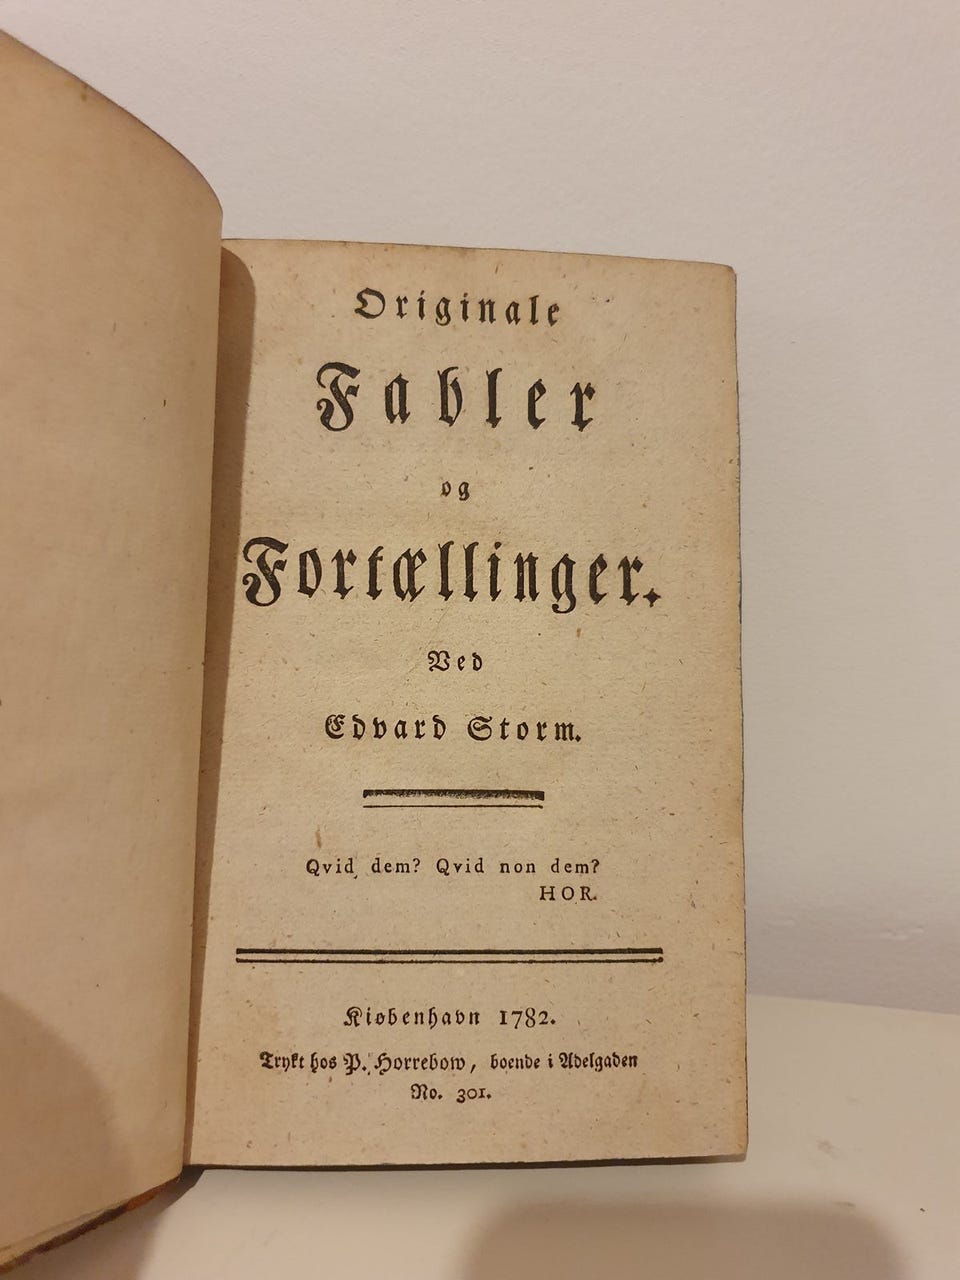 Originale
Fabler
og
Fortællinger.
Ved
Edvard Storm.
Qvid dem? Qvid non dem?
HOR.
Kiøbenhavn 1782.
Trykt hos P. Horrebow, boende i Adelgaden
No. 301.